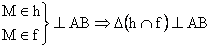 M ∈ h
M ∈ f } ⊥ AB ⇒ Δ(h ∩ f) ⊥ AB